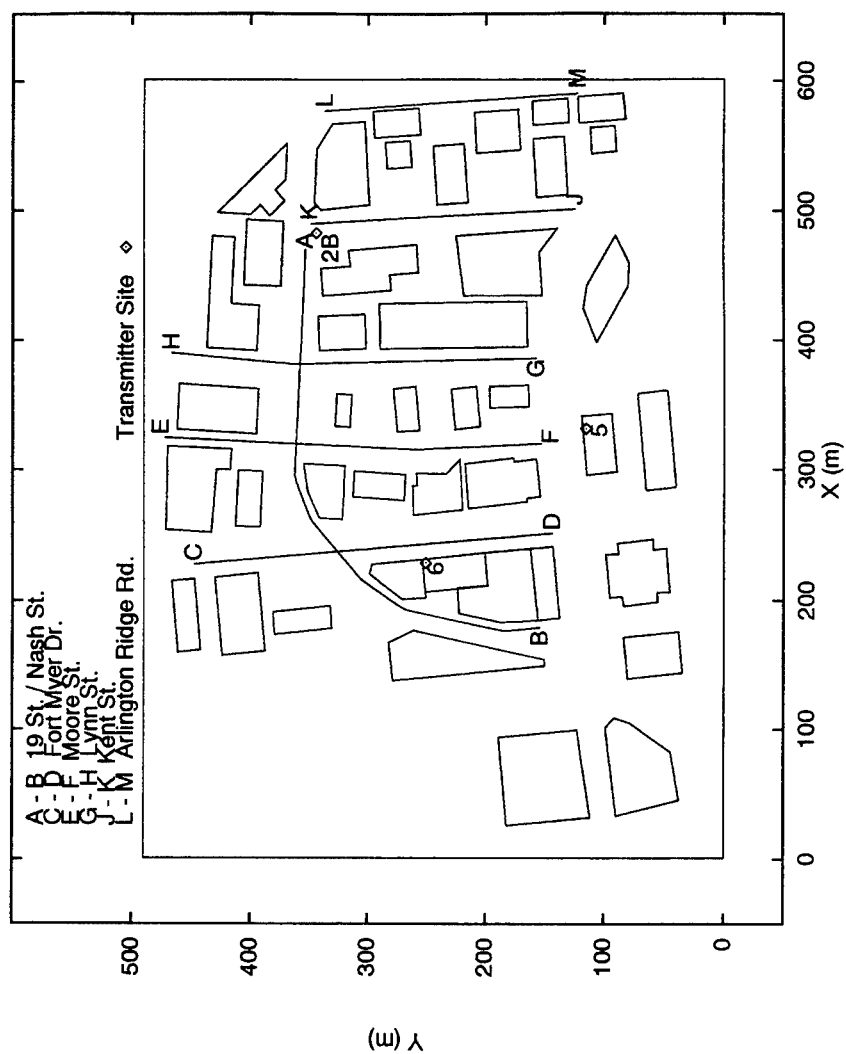 A - B 19 St. / Nash St.
C - D Fort Myer Dr.
E - F Moore St.
G - H Lynn St.
J - K Kent St.
L - M Arlington Ridge Rd.
Transmitter Site
500
400
300
200
100
0
Y (m)
0
100
200
300
400
500
600
X (m)
C
E
H
A
K
L
2B
6
5
B
D
F
G
J
M